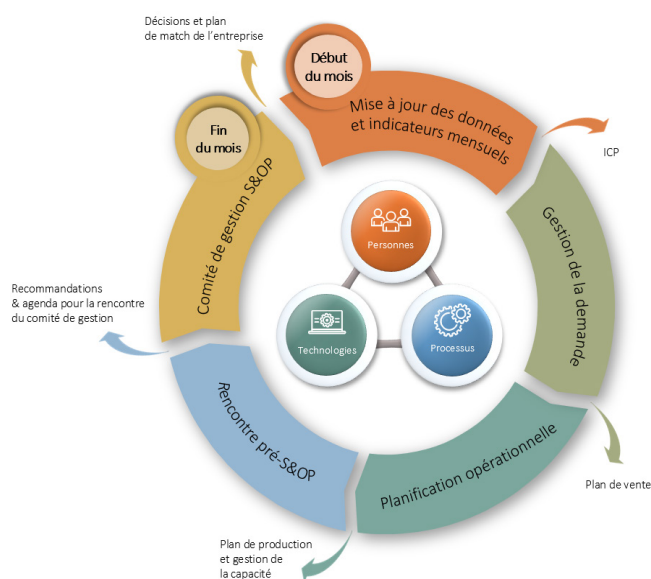 Décisions et plan
de match de l'entreprise
Début
du mois
Mise à jour des données
et indicateurs mensuels
ICP
Fin
du mois
Comité de gestion S&OP
Gestion de la demande
Personnes
Technologies
Processus
Recommandations
& agenda pour la rencontre
du comité de gestion
Rencontre pré-S&OP
Planification opérationnelle
Plan de vente
Plan de production
et gestion de
la capacité